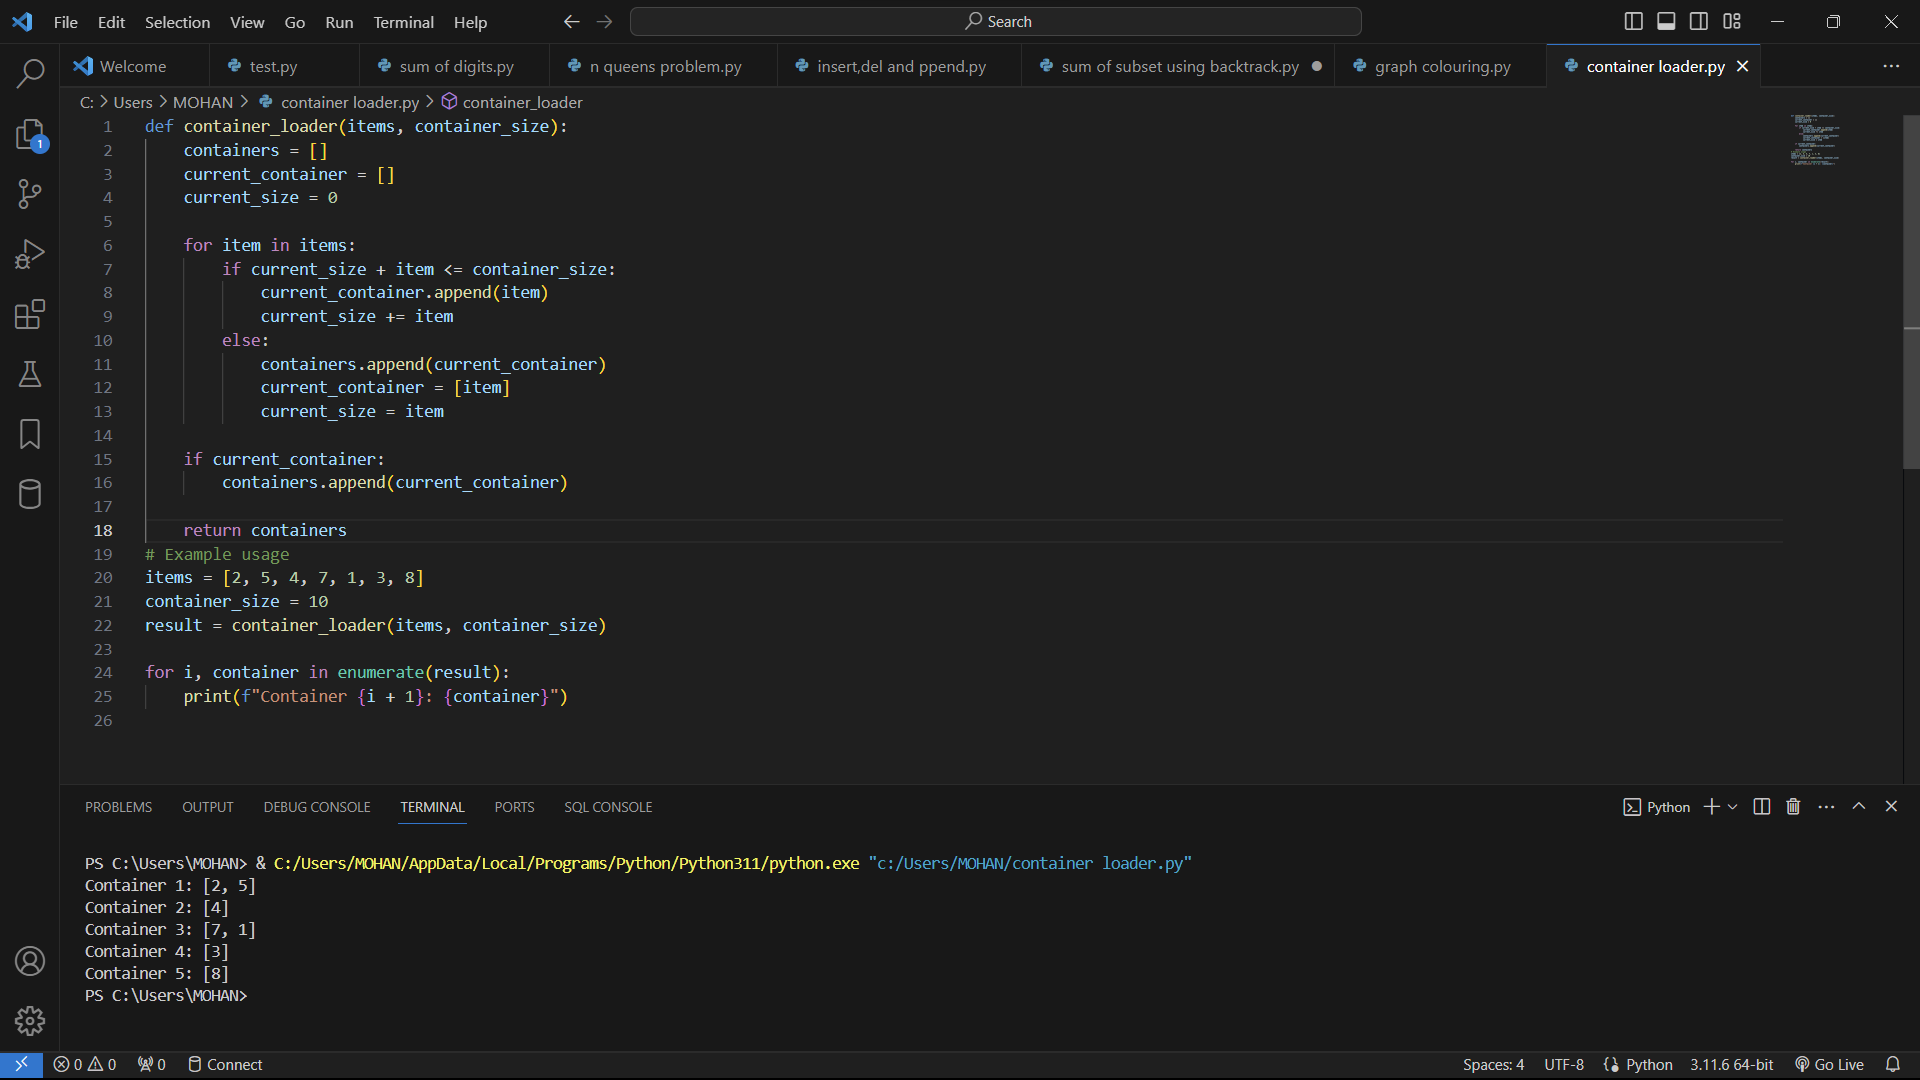 File Edit Selection View Go Run Terminal Help Search
Welcome test.py sum of digits.py n queens problem.py insert,del and ppend.py sum of subset using backtrack.py graph colouring.py container loader.py
C: > Users > MOHAN > container loader.py > container_loader
1 def container_loader(items, container_size):
2     containers = []
3     current_container = []
4     current_size = 0
5
6     for item in items:
7         if current_size + item <= container_size:
8             current_container.append(item)
9             current_size += item
10         else:
11             containers.append(current_container)
12             current_container = [item]
13             current_size = item
14
15     if current_container:
16         containers.append(current_container)
17
18     return containers
19 # Example usage
20 items = [2, 5, 4, 7, 1, 3, 8]
21 container_size = 10
22 result = container_loader(items, container_size)
23
24 for i, container in enumerate(result):
25     print(f"Container {i + 1}: {container}")
26
1
PROBLEMS OUTPUT DEBUG CONSOLE TERMINAL PORTS SQL CONSOLE Python
PS C:\Users\MOHAN> & C:/Users/MOHAN/AppData/Local/Programs/Python/Python311/python.exe "c:/Users/MOHAN/container loader.py"
Container 1: [2, 5]
Container 2: [4]
Container 3: [7, 1]
Container 4: [3]
Container 5: [8]
PS C:\Users\MOHAN>
0 0 0 Connect Spaces: 4 UTF-8 Python 3.11.6 64-bit Go Live